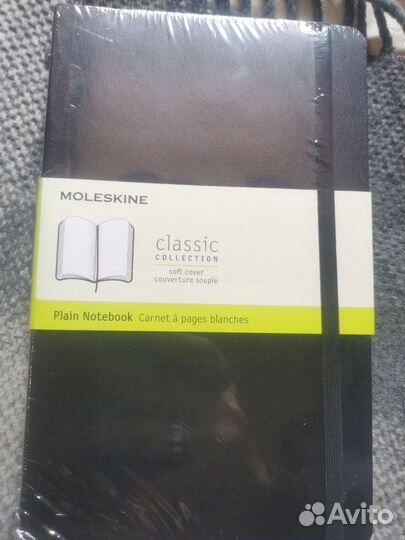 MOLESKINE
classic
COLLECTION
soft cover
couverture souple
Plain Notebook Carnet à pages blanches
Avito